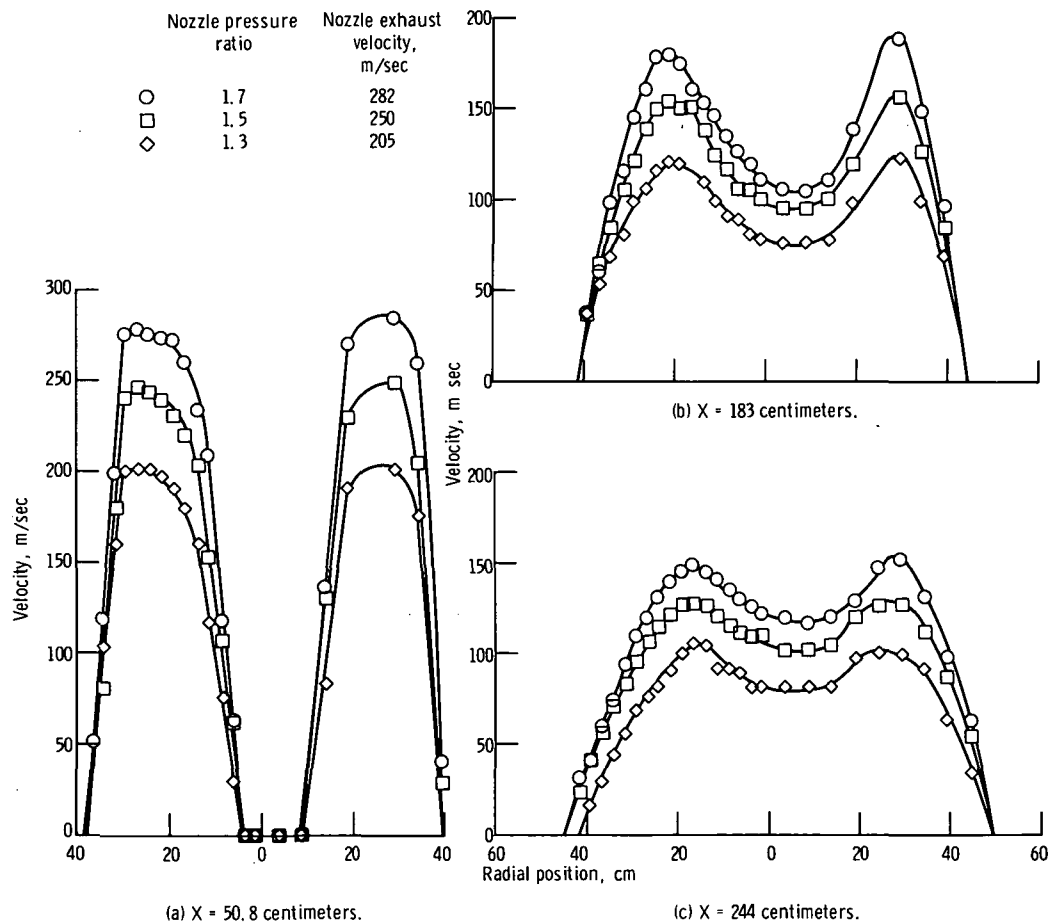 Nozzle pressure ratio
Nozzle exhaust velocity, m/sec
1.7 282
1.5 250
1.3 205
300
250
200
150
100
50
0
Velocity, m/sec
40 20 0 20 40
(a) X = 50.8 centimeters.
200
150
100
50
0
Velocity, m sec
(b) X = 183 centimeters.
200
150
100
50
0
60 40 20 0 20 40 60
Radial position, cm
(c) X = 244 centimeters.